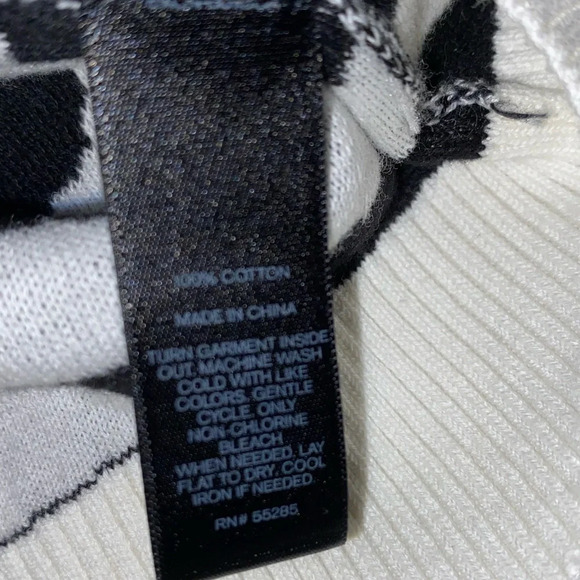 100% COTTON
MADE IN CHINA
TURN GARMENT INSIDE
OUT. MACHINE WASH
COLD WITH LIKE
COLORS. GENTLE
CYCLE. ONLY
NON-CHLORINE
BLEACH
WHEN NEEDED. LAY
FLAT TO DRY. COOL
IRON IF NEEDED
RN# 55285